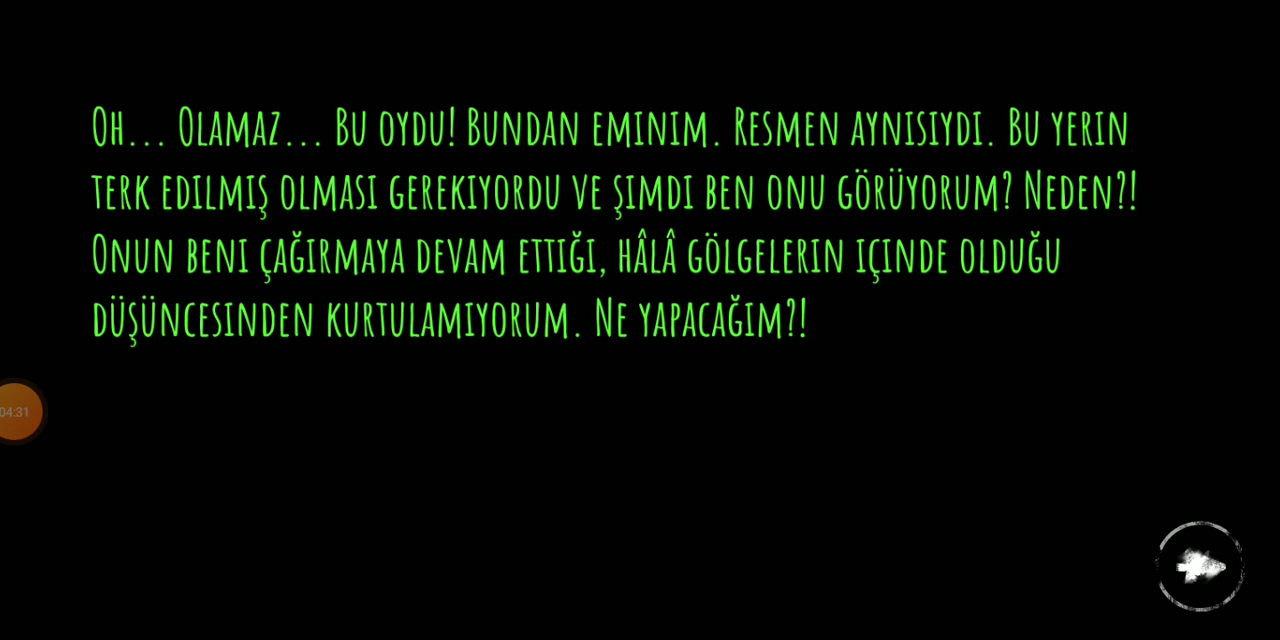 Oh... Olamaz... Bu oydu! Bundan eminim. Resmen aynısıydı. Bu yerin
terk edilmiş olması gerekiyordu ve şimdi ben onu görüyorum? Neden?!
Onun beni çağırmaya devam ettiği, hâlâ gölgelerin içinde olduğu
düşüncesinden kurtulamıyorum. Ne yapacağım?!
04:31